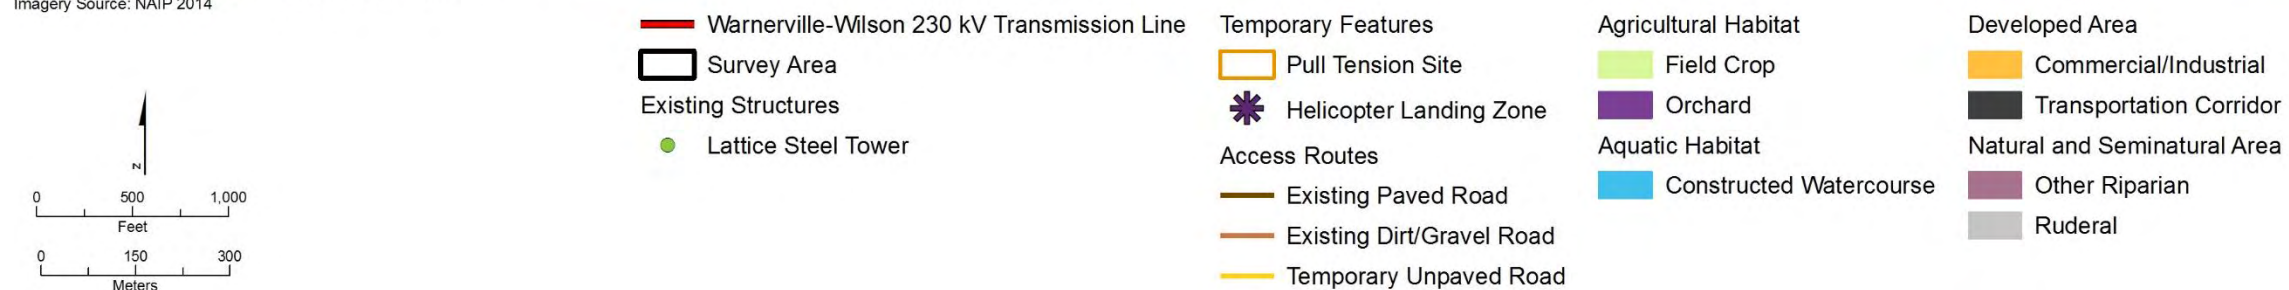 Imagery Source: NAIP 2014
N
0 500 1,000
Feet
0 150 300
Meters
Warnerville-Wilson 230 kV Transmission Line
Survey Area
Existing Structures
Lattice Steel Tower
Temporary Features
Pull Tension Site
Helicopter Landing Zone
Access Routes
Existing Paved Road
Existing Dirt/Gravel Road
Temporary Unpaved Road
Agricultural Habitat
Field Crop
Orchard
Aquatic Habitat
Constructed Watercourse
Developed Area
Commercial/Industrial
Transportation Corridor
Natural and Seminatural Area
Other Riparian
Ruderal